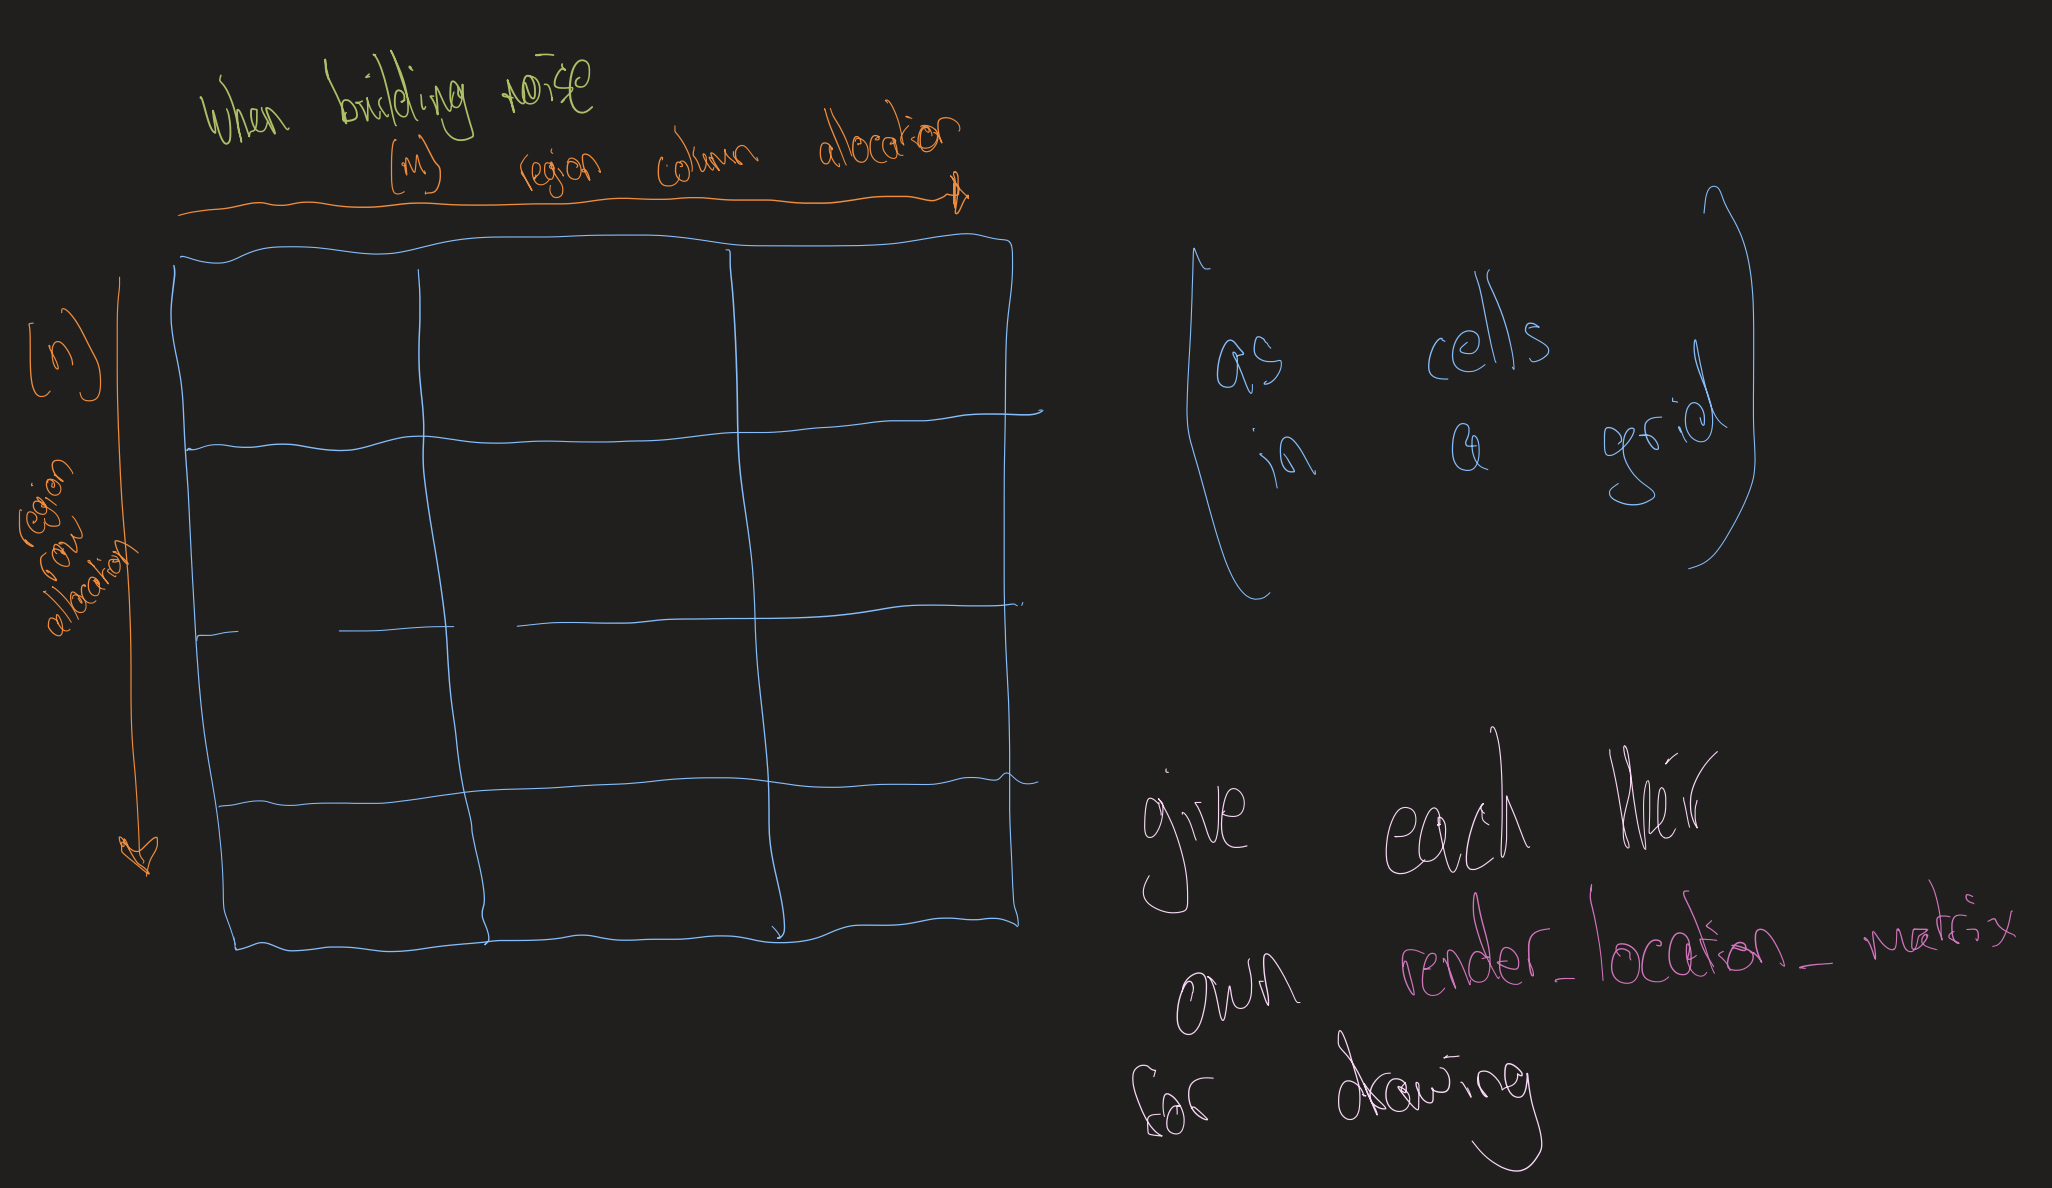 When building noise
[m] region column allocation
[n]
region
row
allocation
as cells
in a grid
give each their
own render_location_matrix
for drawing